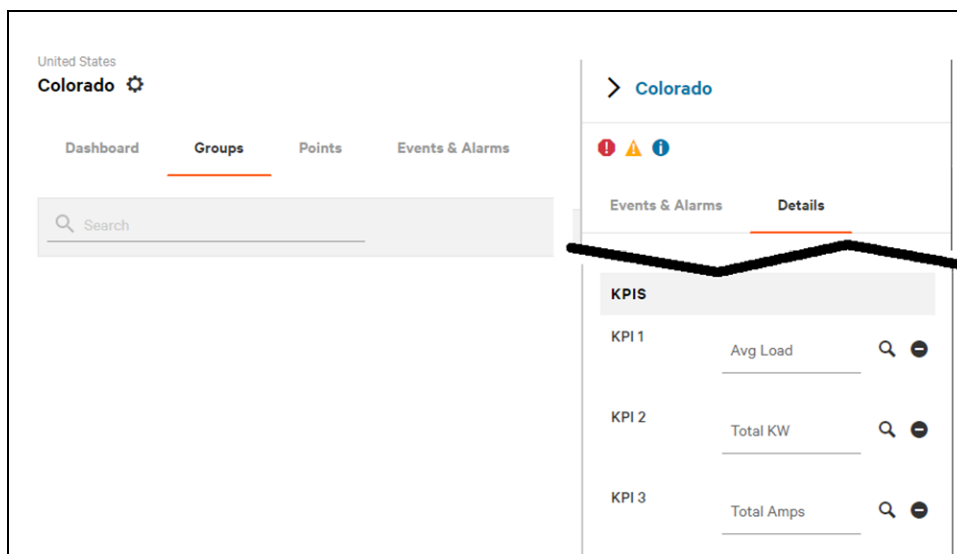 United States
Colorado
Dashboard Groups Points Events & Alarms
Search
Colorado
Events & Alarms Details
KPIS
KPI 1 Avg Load
KPI 2 Total KW
KPI 3 Total Amps